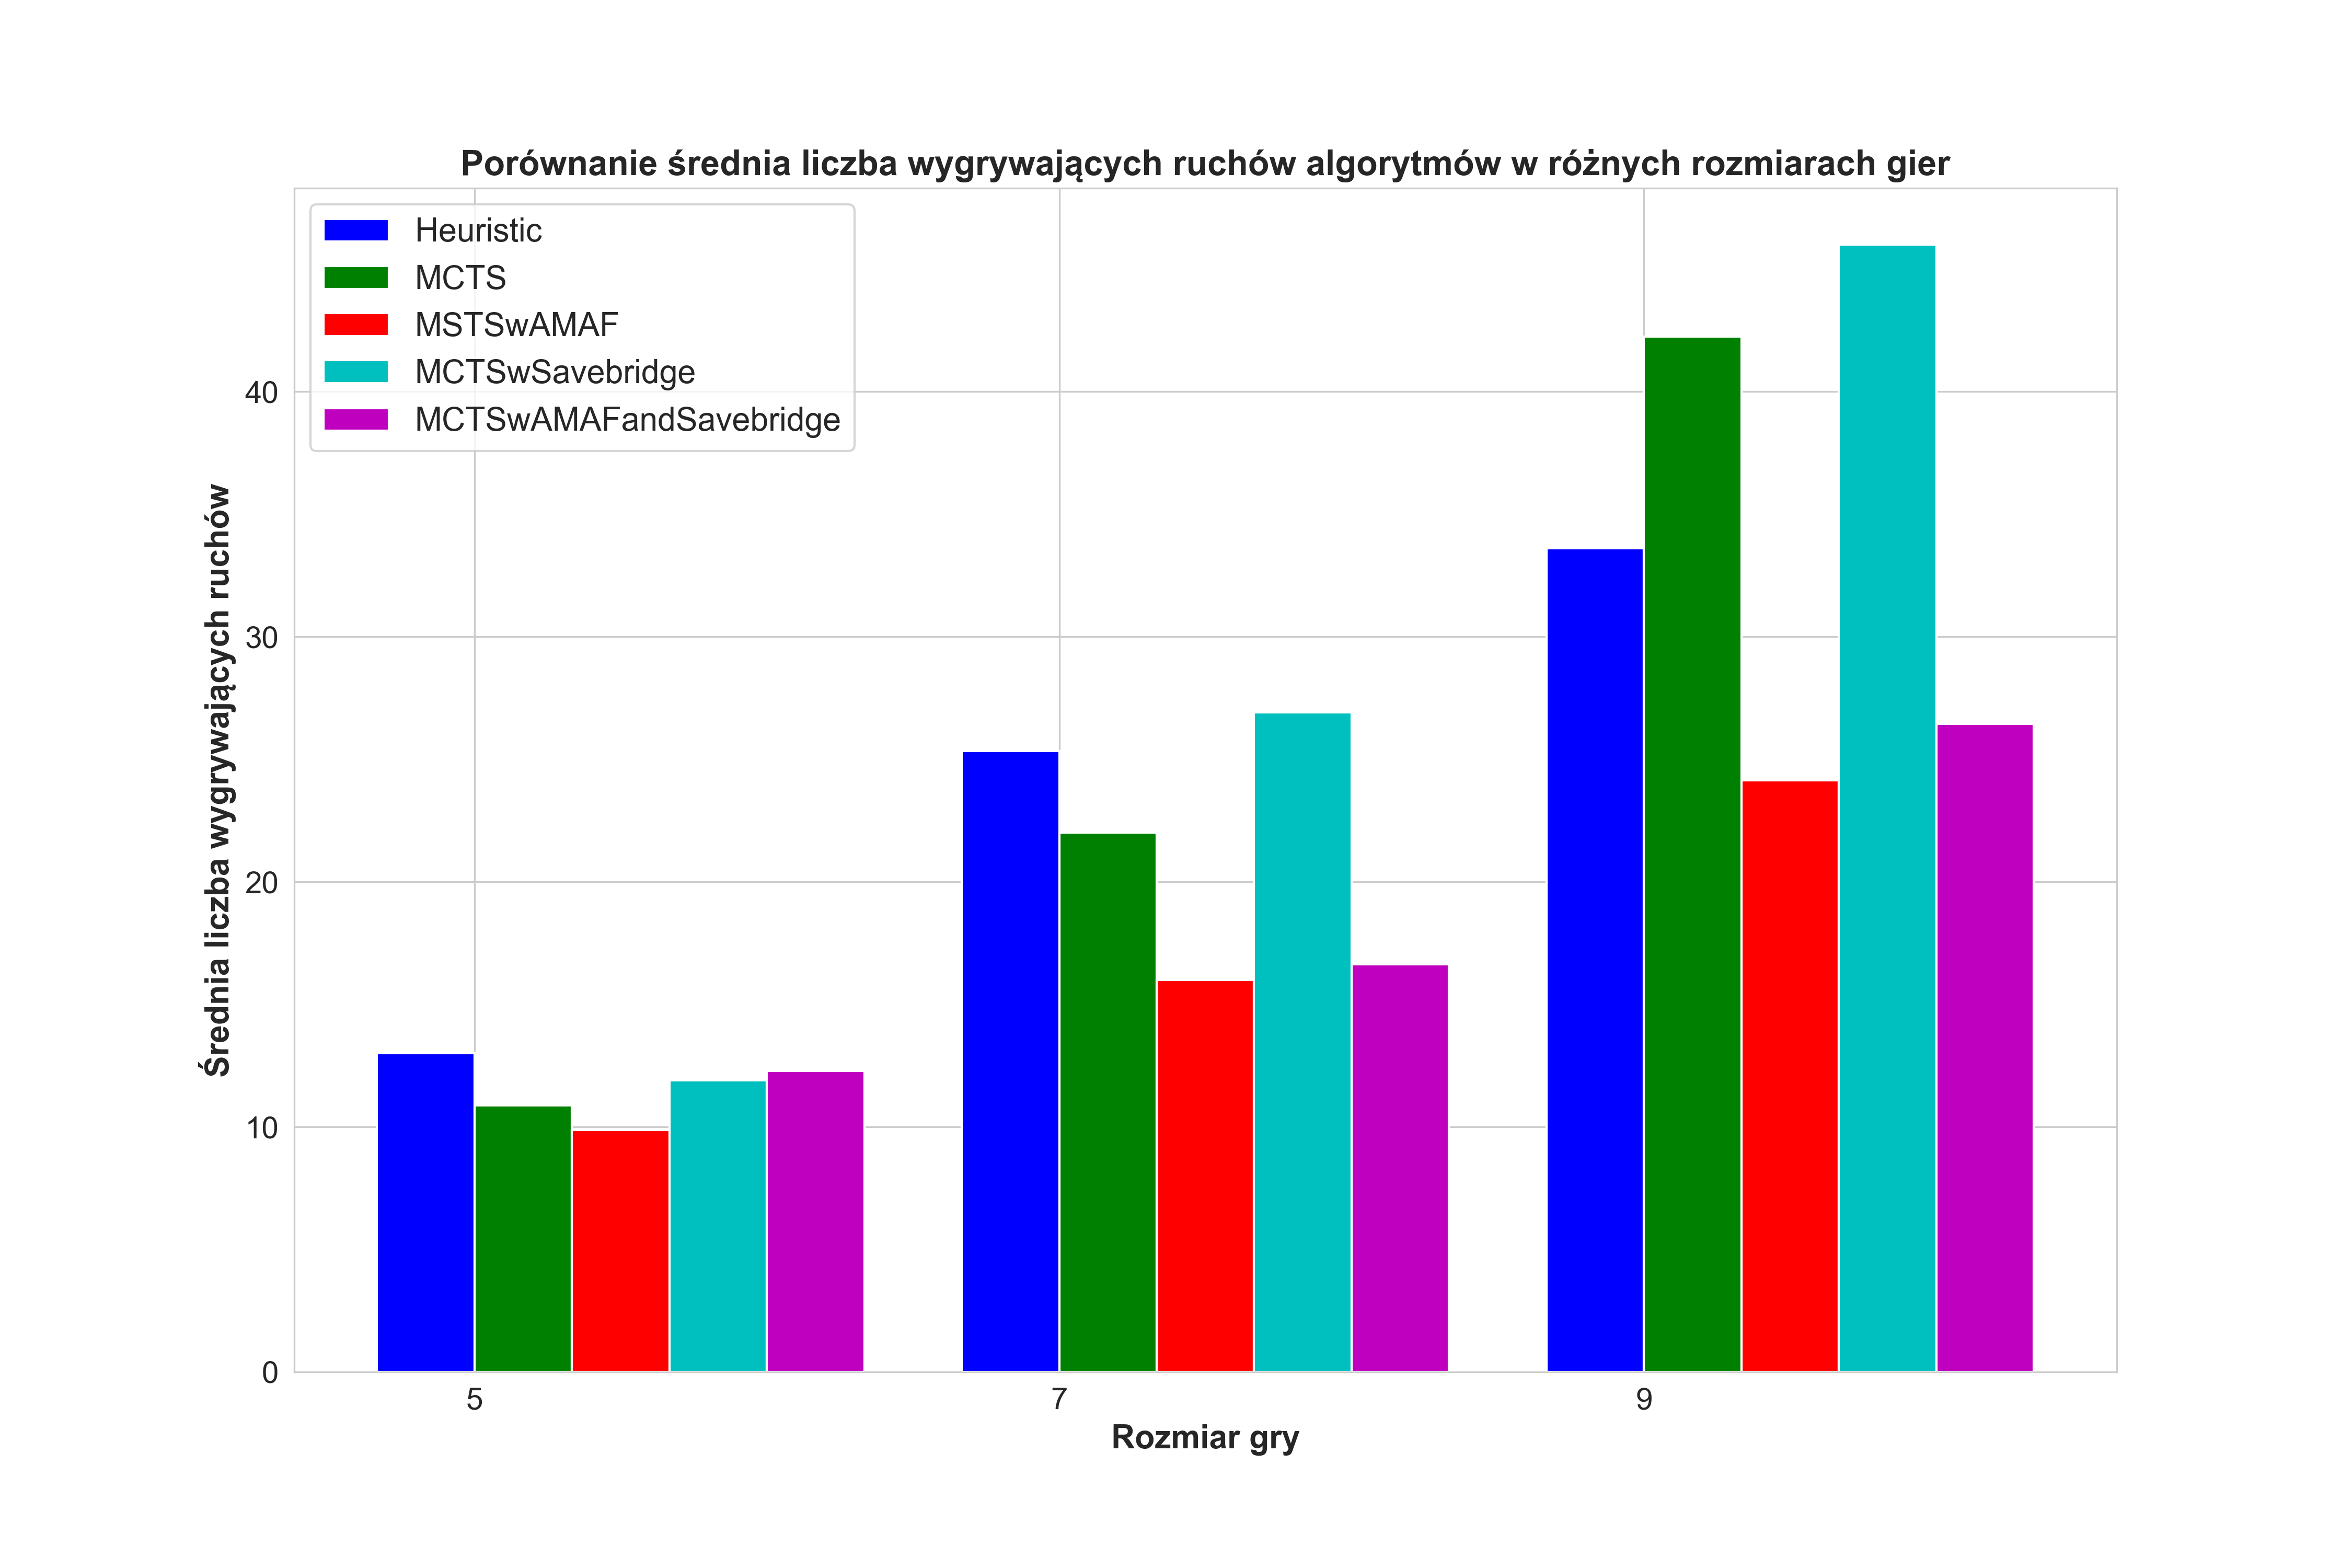 Porównanie średnia liczba wygrywających ruchów algorytmów w różnych rozmiarach gier
Heuristic
MCTS
MSTSwAMAF
MCTSwSavebridge
MCTSwAMAFandSavebridge
Średnia liczba wygrywających ruchów
40
30
20
10
0
5
7
9
Rozmiar gry